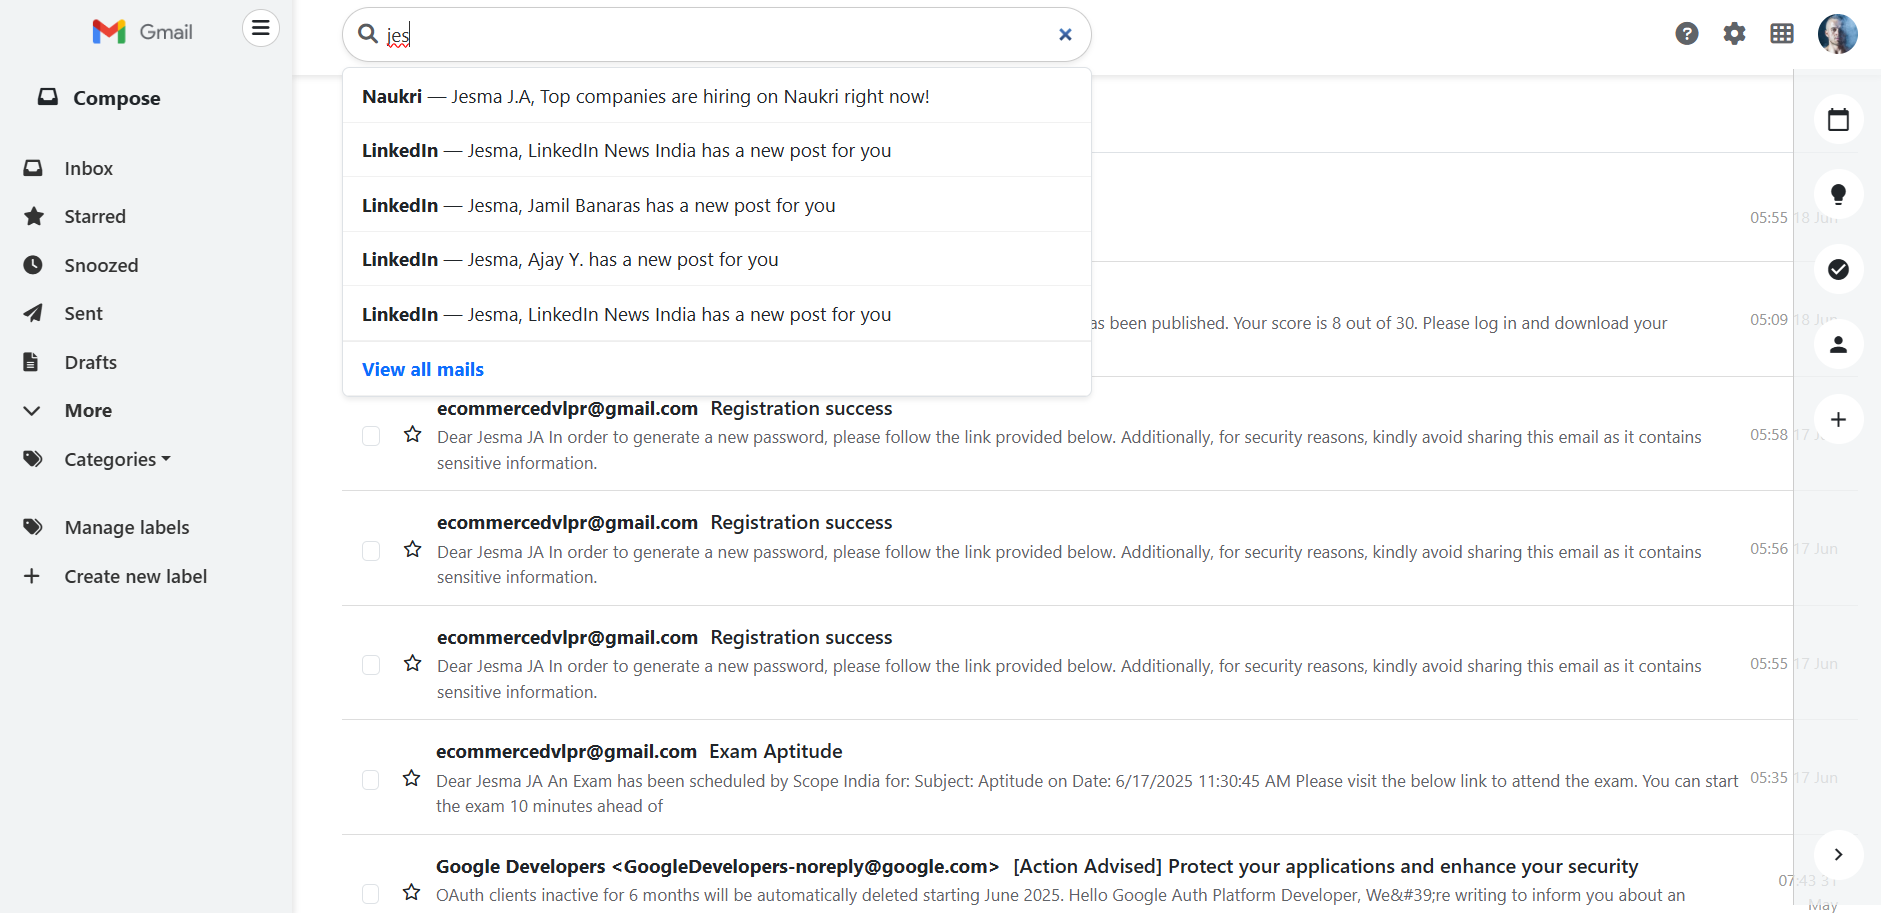 Gmail
jes
Compose
Naukri — Jesma J.A, Top companies are hiring on Naukri right now!
LinkedIn — Jesma, LinkedIn News India has a new post for you
Inbox
LinkedIn — Jesma, Jamil Banaras has a new post for you
Starred
05:55 18 Jun
LinkedIn — Jesma, Ajay Y. has a new post for you
Snoozed
LinkedIn — Jesma, LinkedIn News India has a new post for you
Sent
as been published. Your score is 8 out of 30. Please log in and download your
05:09 18 Jun
View all mails
Drafts
More
ecommercedvlpr@gmail.com Registration success
Dear Jesma JA In order to generate a new password, please follow the link provided below. Additionally, for security reasons, kindly avoid sharing this email as it contains
sensitive information.
05:58 17
Categories
ecommercedvlpr@gmail.com Registration success
Dear Jesma JA In order to generate a new password, please follow the link provided below. Additionally, for security reasons, kindly avoid sharing this email as it contains
sensitive information.
05:56 17 Jun
Manage labels
Create new label
ecommercedvlpr@gmail.com Registration success
Dear Jesma JA In order to generate a new password, please follow the link provided below. Additionally, for security reasons, kindly avoid sharing this email as it contains
sensitive information.
05:55 17 Jun
ecommercedvlpr@gmail.com Exam Aptitude
Dear Jesma JA An Exam has been scheduled by Scope India for: Subject: Aptitude on Date: 6/17/2025 11:30:45 AM Please visit the below link to attend the exam. You can start
the exam 10 minutes ahead of
05:35 17 Jun
Google Developers <GoogleDevelopers-noreply@google.com> [Action Advised] Protect your applications and enhance your security
OAuth clients inactive for 6 months will be automatically deleted starting June 2025. Hello Google Auth Platform Developer, We&#39;re writing to inform you about an
07:43 31
May